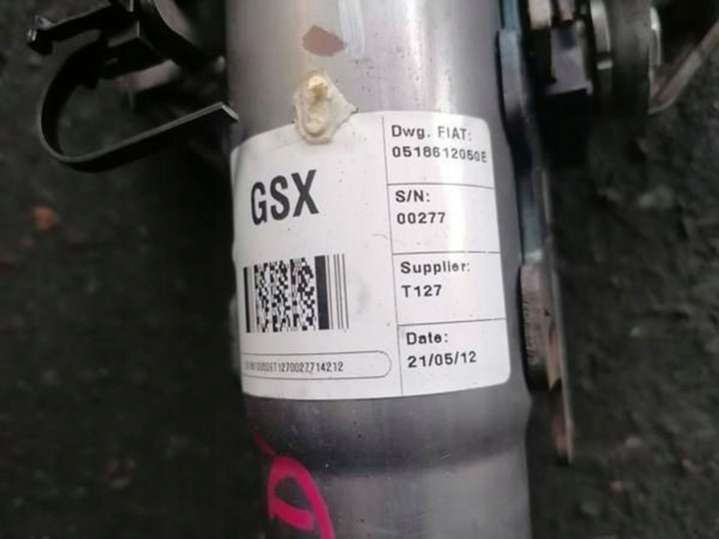 GSX
Dwg. FIAT:
0518612050E
S/N:
00277
Supplier:
T127
Date:
21/05/12